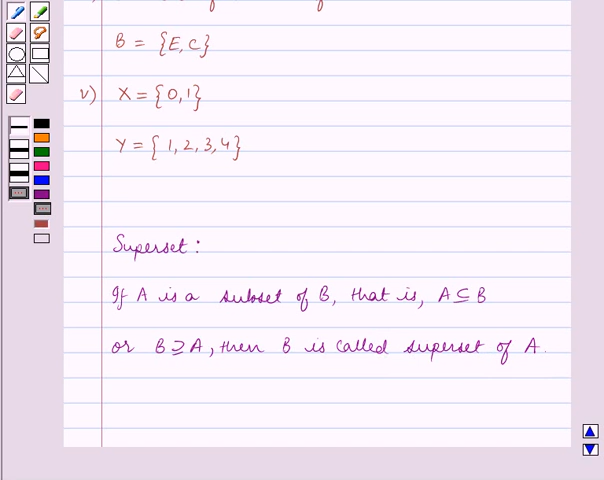 B = {E, C}
v) X = {0, 1}
Y = { 1, 2, 3, 4}
Superset :
If A is a subset of B, that is, A ⊆ B
or B ⊇ A, then B is called superset of A.